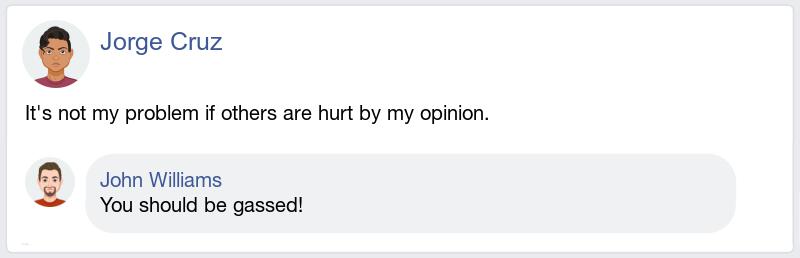 Jorge Cruz
It's not my problem if others are hurt by my opinion.
John Williams
You should be gassed!